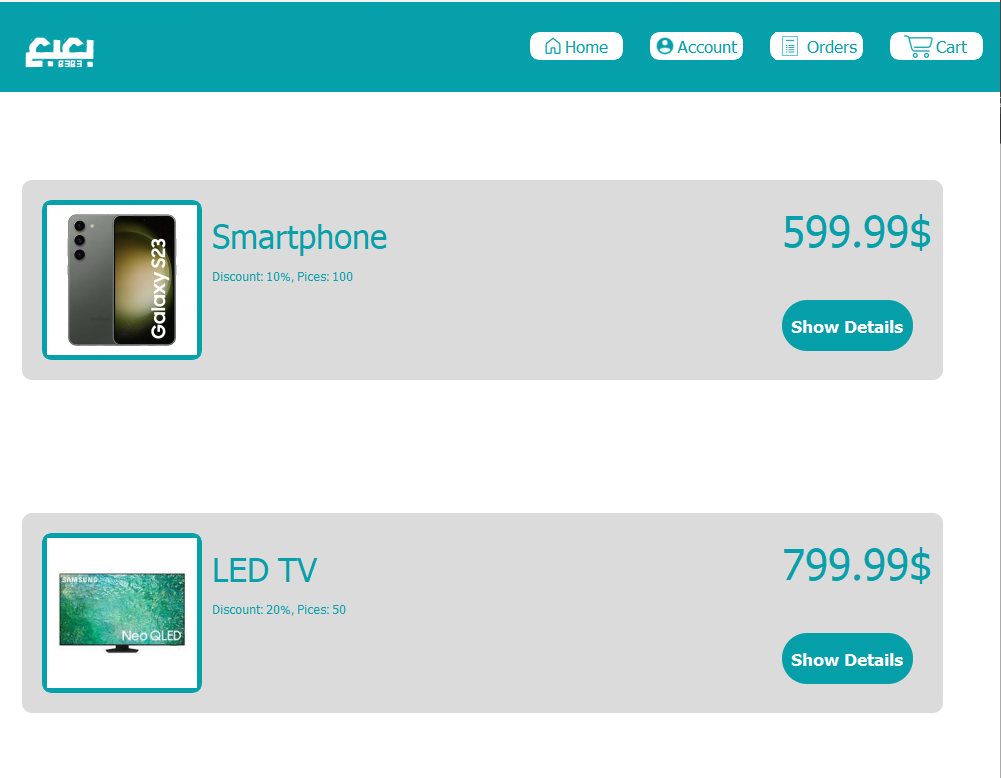 Home Account Orders Cart
Smartphone
599.99$
Discount: 10%, Pices: 100
Galaxy S23
Show Details
LED TV
799.99$
SAMSUNG
Discount: 20%, Pices: 50
Neo QLED
Show Details